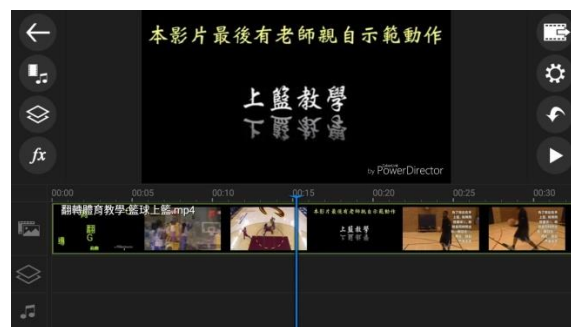 本影片最後有老師親自示範動作
上籃教學
by PowerDirector
fx
00:00 00:05 00:10 00:15 00:20 00:25 00:30
翻轉體育教學-籃球上籃.mp4
本影片最後有老師親自示範動作
上籃教學